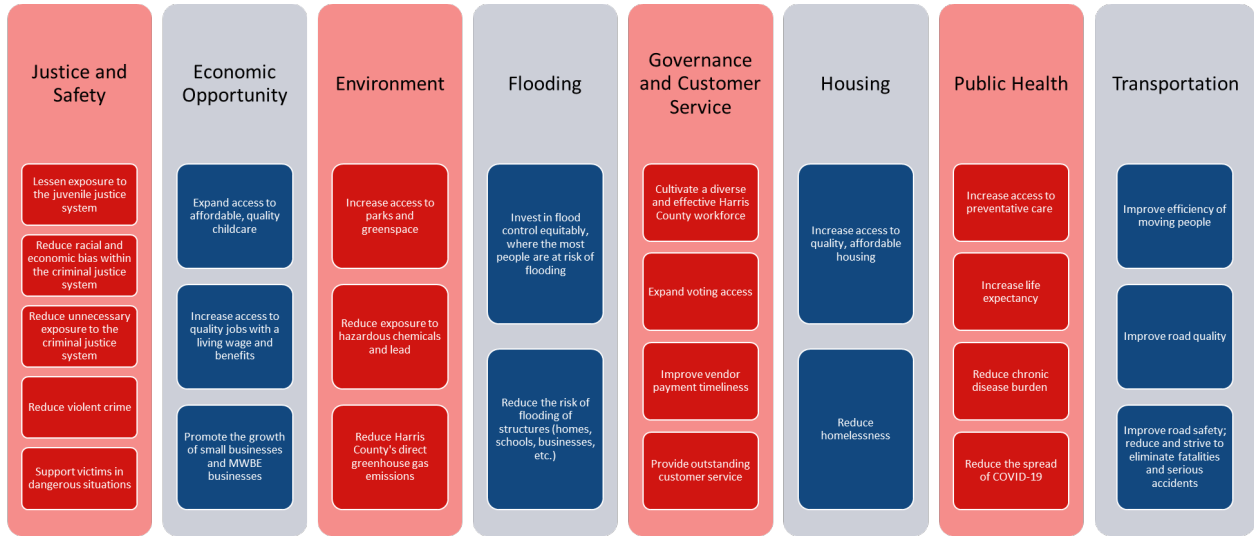 Justice and
Safety
Lessen exposure to
the juvenile justice
system
Reduce racial and
economic bias within
the criminal justice
system
Reduce unnecessary
exposure to the
criminal justice
system
Reduce violent crime
Support victims in
dangerous situations
Economic
Opportunity
Expand access to
affordable, quality
childcare
Increase access to
quality jobs with a
living wage and
benefits
Promote the growth
of small businesses
and MWBE
businesses
Environment
Increase access to
parks and
greenspace
Reduce exposure to
hazardous chemicals
and lead
Reduce Harris
County's direct
greenhouse gas
emissions
Flooding
Invest in flood
control equitably,
where the most
people are at risk of
flooding
Reduce the risk of
flooding of
structures (homes,
schools, businesses,
etc.)
Governance
and Customer
Service
Cultivate a diverse
and effective Harris
County workforce
Expand voting access
Improve vendor
payment timeliness
Provide outstanding
customer service
Housing
Increase access to
quality, affordable
housing
Reduce
homelessness
Public Health
Increase access to
preventative care
Increase life
expectancy
Reduce chronic
disease burden
Reduce the spread
of COVID-19
Transportation
Improve efficiency of
moving people
Improve road quality
Improve road safety;
reduce and strive to
eliminate fatalities
and serious
accidents